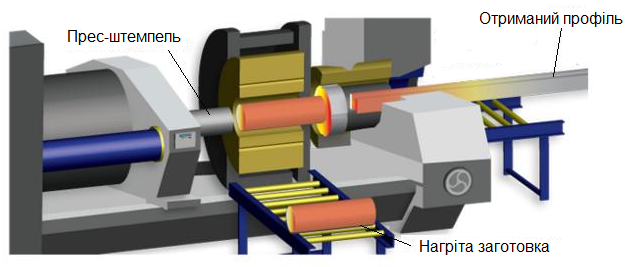 Отриманий профіль
Прес-штемпель
Нагріта заготовка